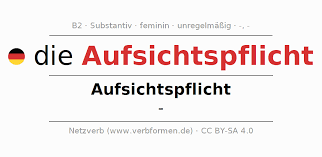 B2 · Substantiv · feminin · unregelmäßig · -, -
die Aufsichtspflicht
Aufsichtspflicht
-
Netzverb (www.verbformen.de) · CC BY-SA 4.0